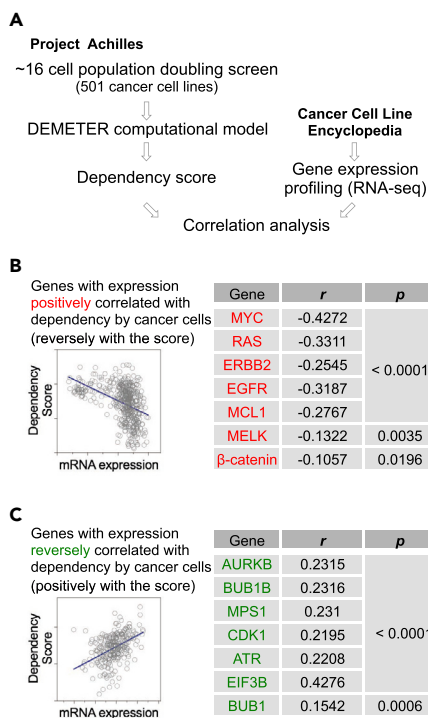 A
Project Achilles
~16 cell population doubling screen
(501 cancer cell lines)
DEMETER computational model
Dependency score
Cancer Cell Line
Encyclopedia
Gene expression
profiling (RNA-seq)
Correlation analysis
B
Genes with expression
positively correlated with
dependency by cancer cells
(reversely with the score)
Dependency
Score
mRNA expression
Gene r p
MYC -0.4272
RAS -0.3311
ERBB2 -0.2545
EGFR -0.3187
< 0.0001
MCL1 -0.2767
MELK -0.1322 0.0035
β-catenin -0.1057 0.0196
C
Genes with expression
reversely correlated with
dependency by cancer cells
(positively with the score)
Dependency
Score
mRNA expression
Gene r p
AURKB 0.2315
BUB1B 0.2316
MPS1 0.231
CDK1 0.2195
< 0.0001
ATR 0.2208
EIF3B 0.4276
BUB1 0.1542 0.0006